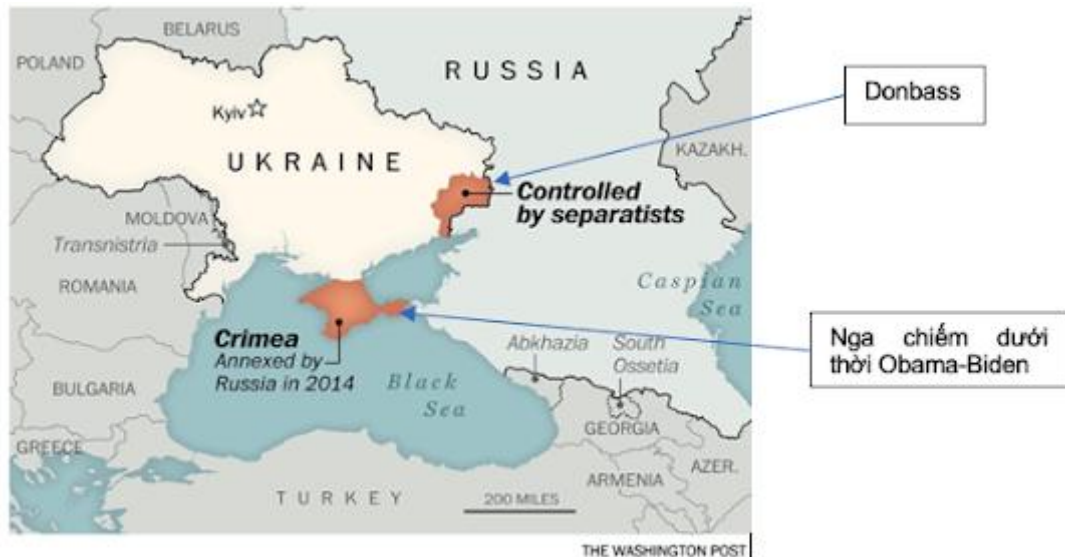 BELARUS
POLAND
RUSSIA
Donbass
Kyiv
KAZAKH.
UKRAINE
Controlled
by separatists
MOLDOVA
Transnistria
ROMANIA
Caspian
Sea
Crimea
Annexed by
Russia in 2014
Abkhazia
South
Ossetia
Nga chiếm dưới
thời Obama-Biden
Black
Sea
BULGARIA
GEORGIA
GREECE
AZER.
ARMENIA
TURKEY
200 MILES
THE WASHINGTON POST